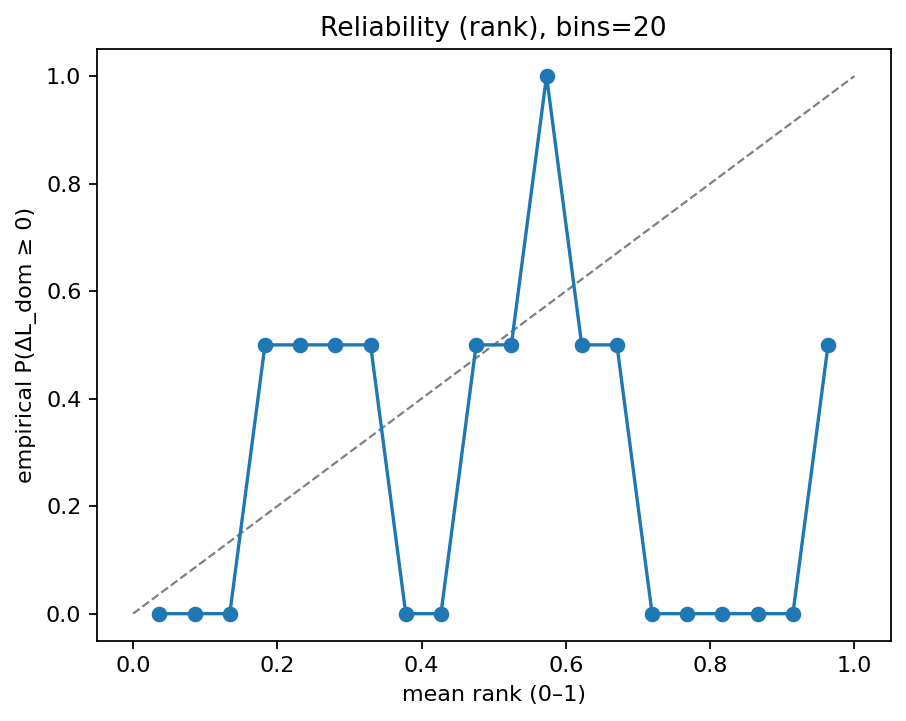 Reliability (rank), bins=20
empirical P(ΔL_dom ≥ 0)
1.0
0.8
0.6
0.4
0.2
0.0
0.0 0.2 0.4 0.6 0.8 1.0
mean rank (0–1)